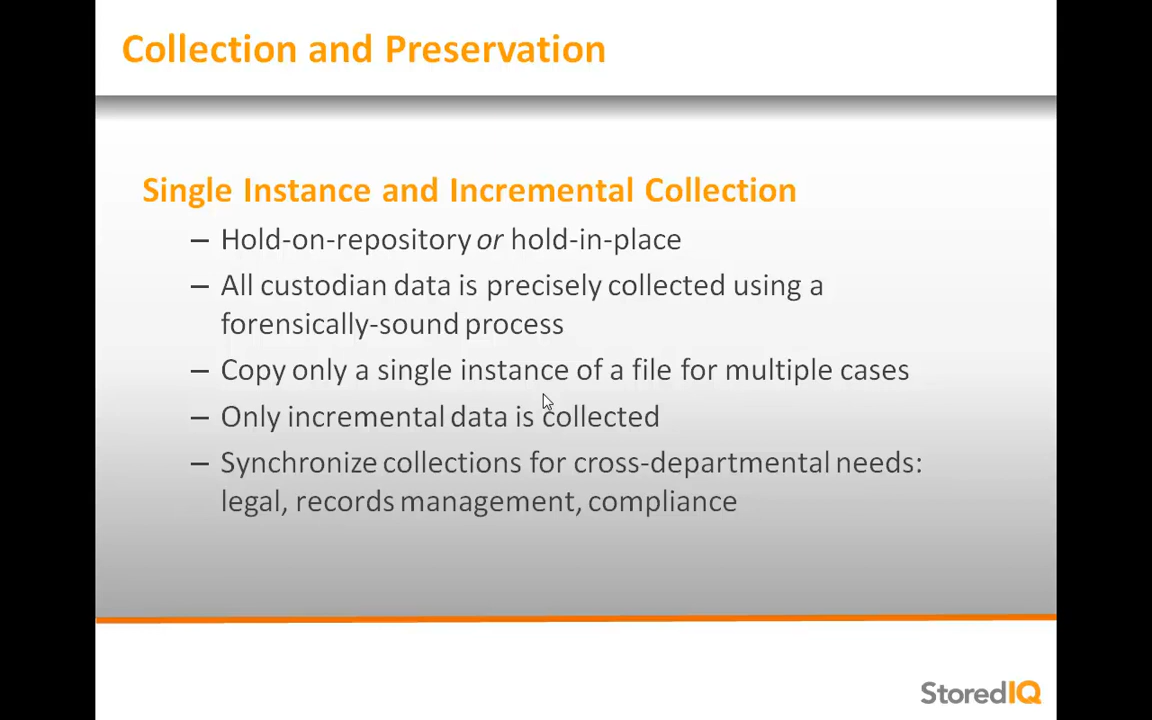 Collection and Preservation
Single Instance and Incremental Collection
– Hold-on-repository or hold-in-place
– All custodian data is precisely collected using a
forensically-sound process
– Copy only a single instance of a file for multiple cases
– Only incremental data is collected
– Synchronize collections for cross-departmental needs:
legal, records management, compliance
StoredIQ